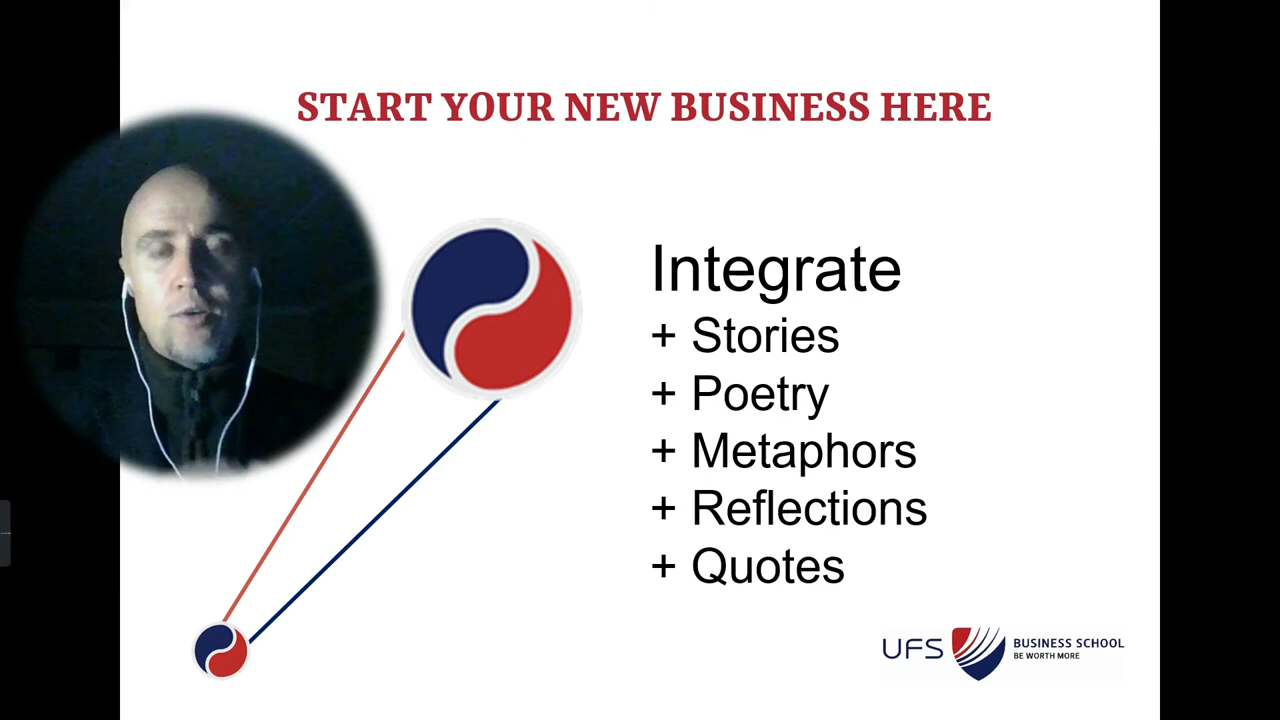 START YOUR NEW BUSINESS HERE
Integrate
+ Stories
+ Poetry
+ Metaphors
+ Reflections
+ Quotes
UFS BUSINESS SCHOOL
BE WORTH MORE